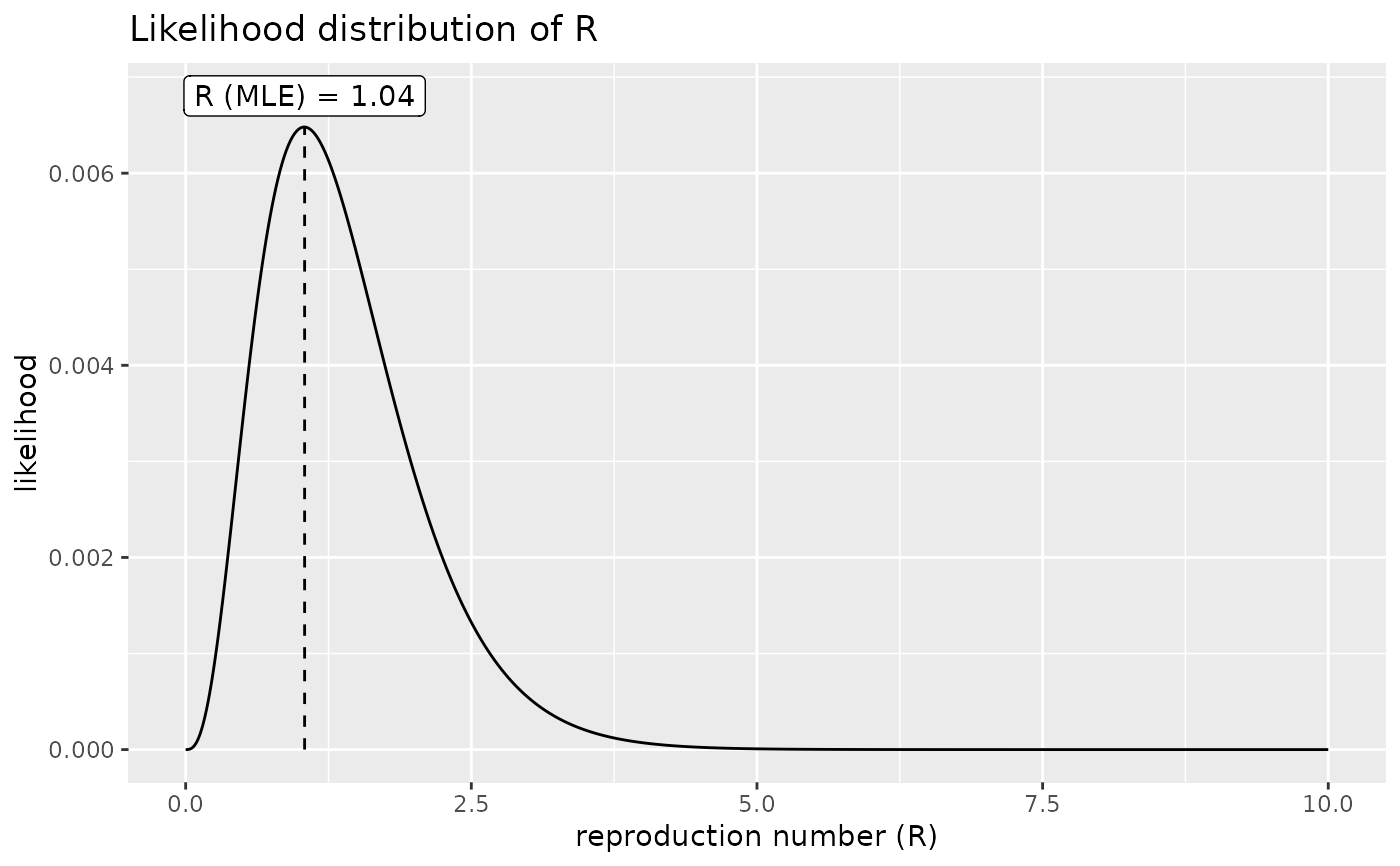 Likelihood distribution of R
R (MLE) = 1.04
0.006
0.004
0.002
0.000
likelihood
0.0 2.5 5.0 7.5 10.0
reproduction number (R)